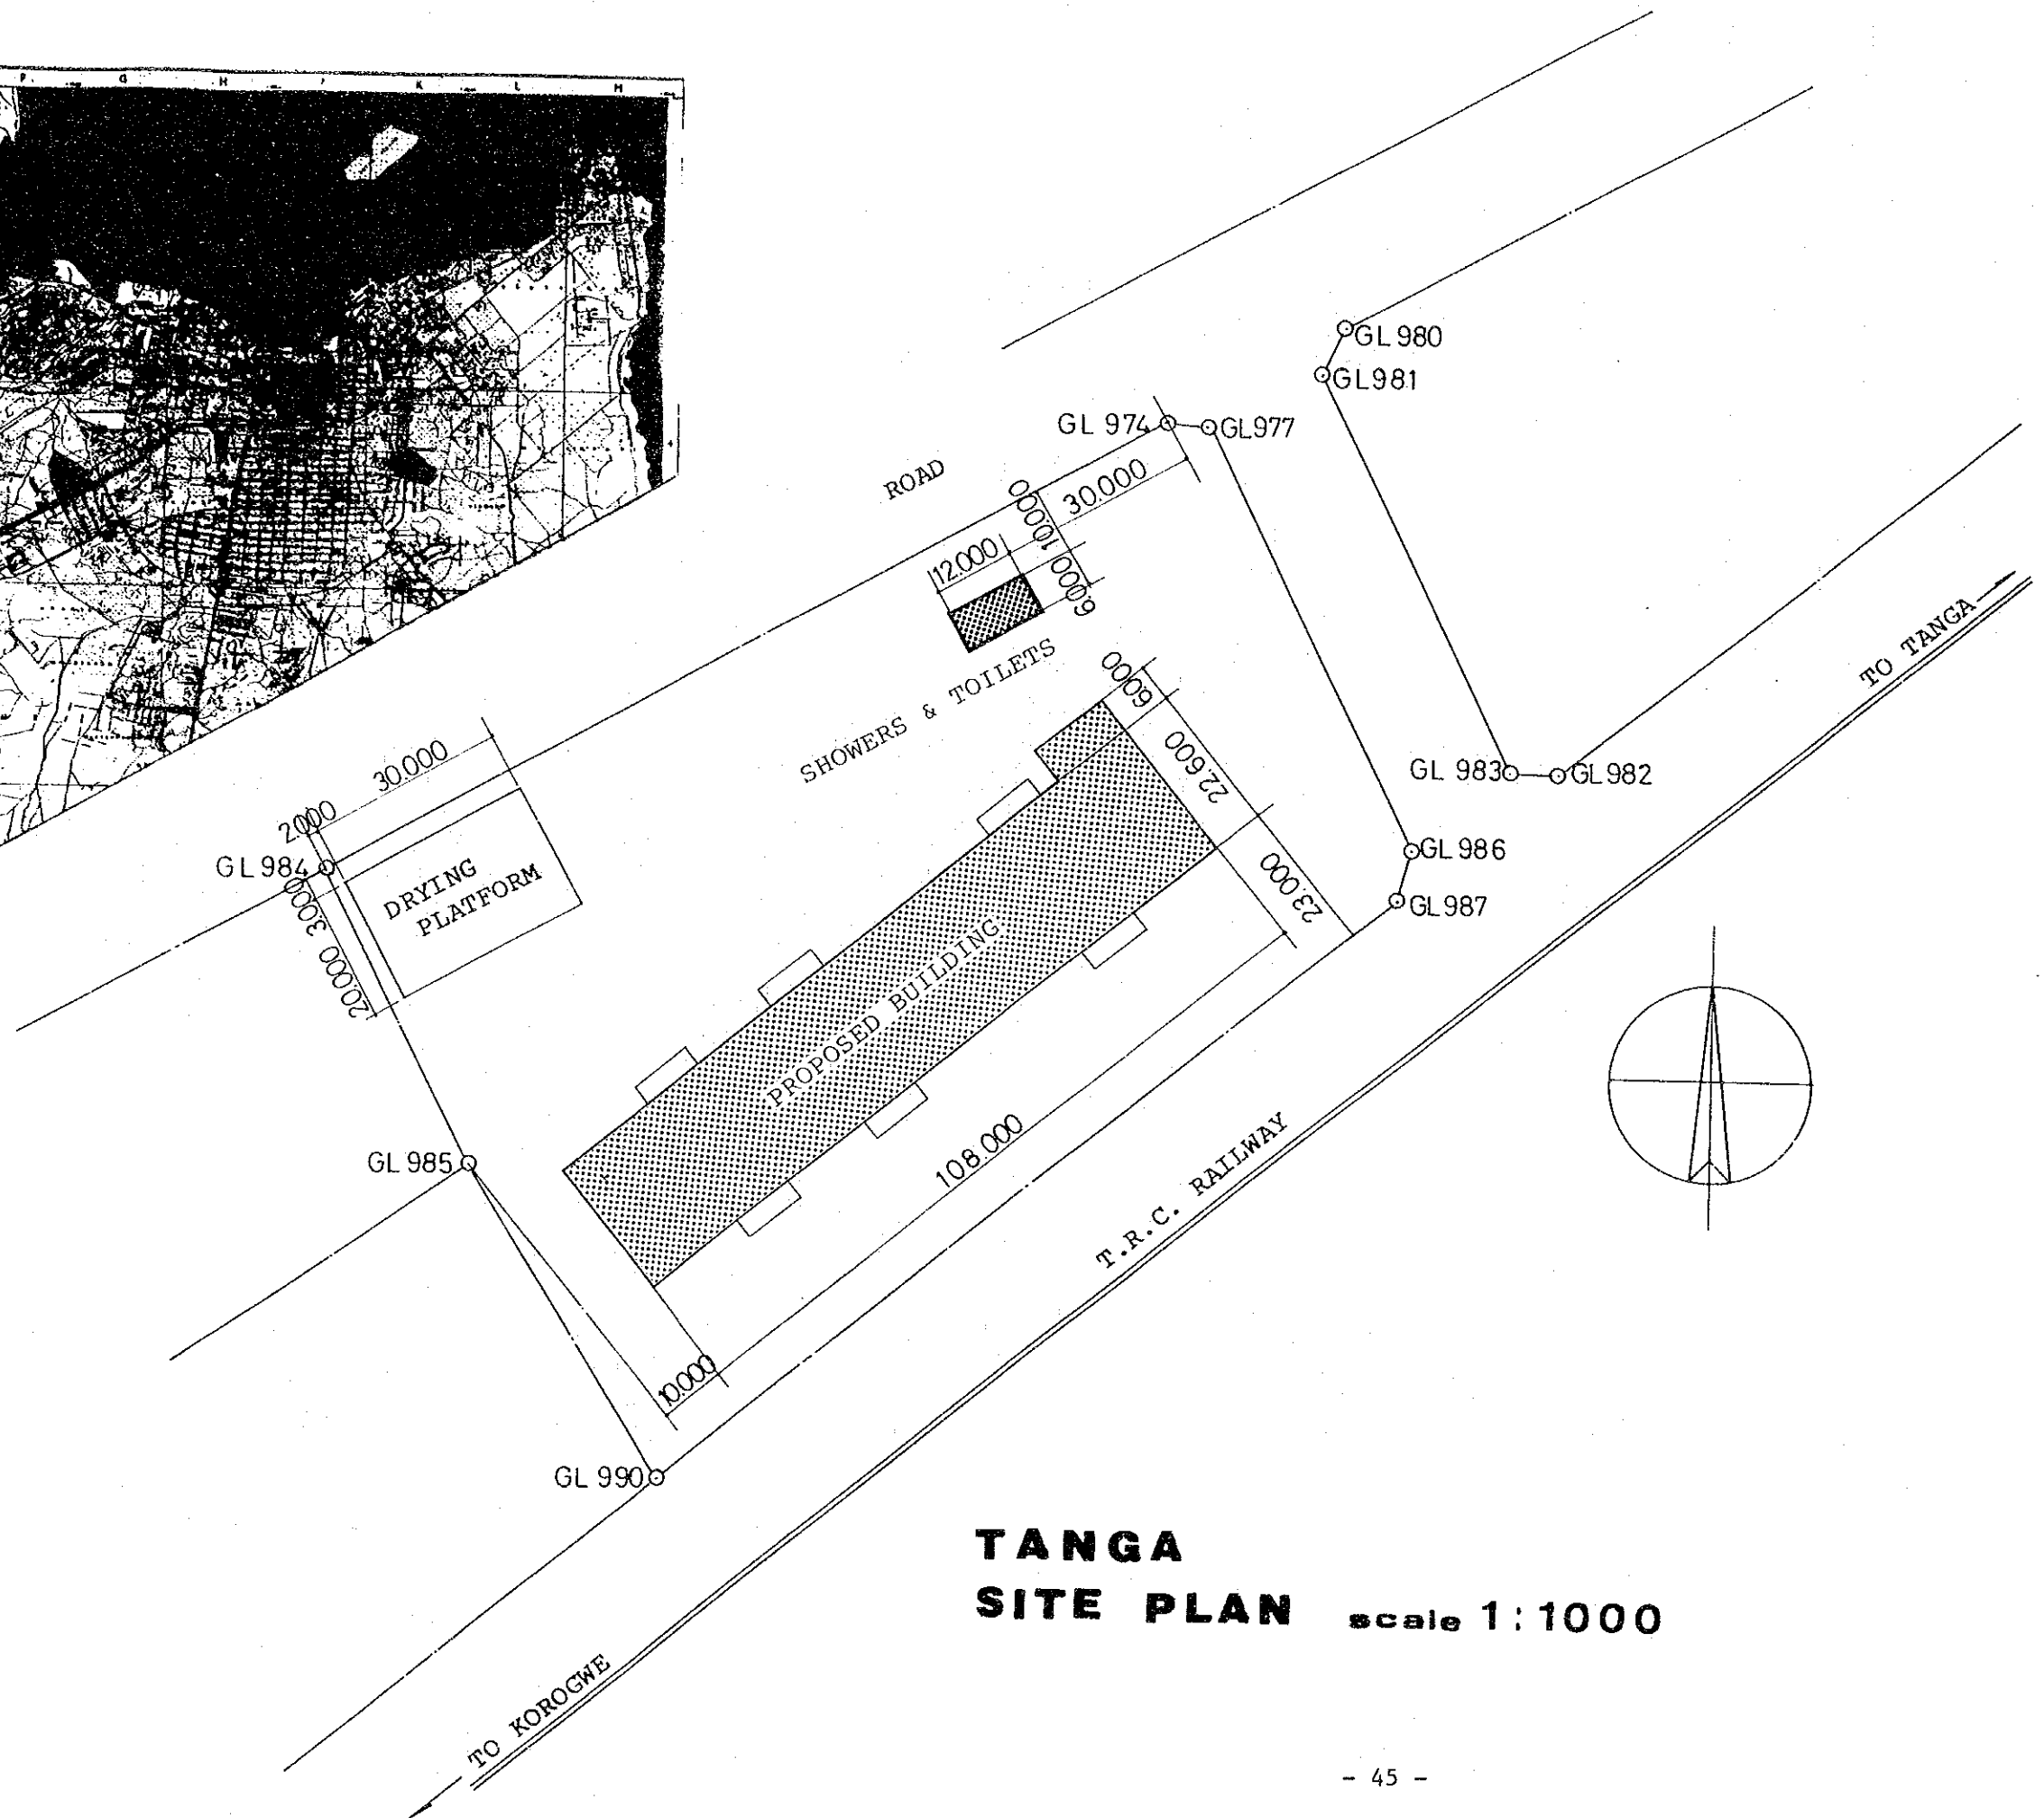 P
G
H
K
L
M
GL 980
GL 981
GL 974
GL 977
ROAD
30.000
10.000
12.000
6.000
SHOWERS & TOILETS
TO TANGA
6.000
22.600
GL 983
GL 982
30.000
2000
GL 984
3.000
DRYING
PLATFORM
20.000
GL 986
23.000
GL 987
PROPOSED BUILDING
108.000
GL 985
T.R.C. RAILWAY
10.000
GL 990
TANGA
SITE PLAN scale 1:1000
TO KOROGWE
- 45 -